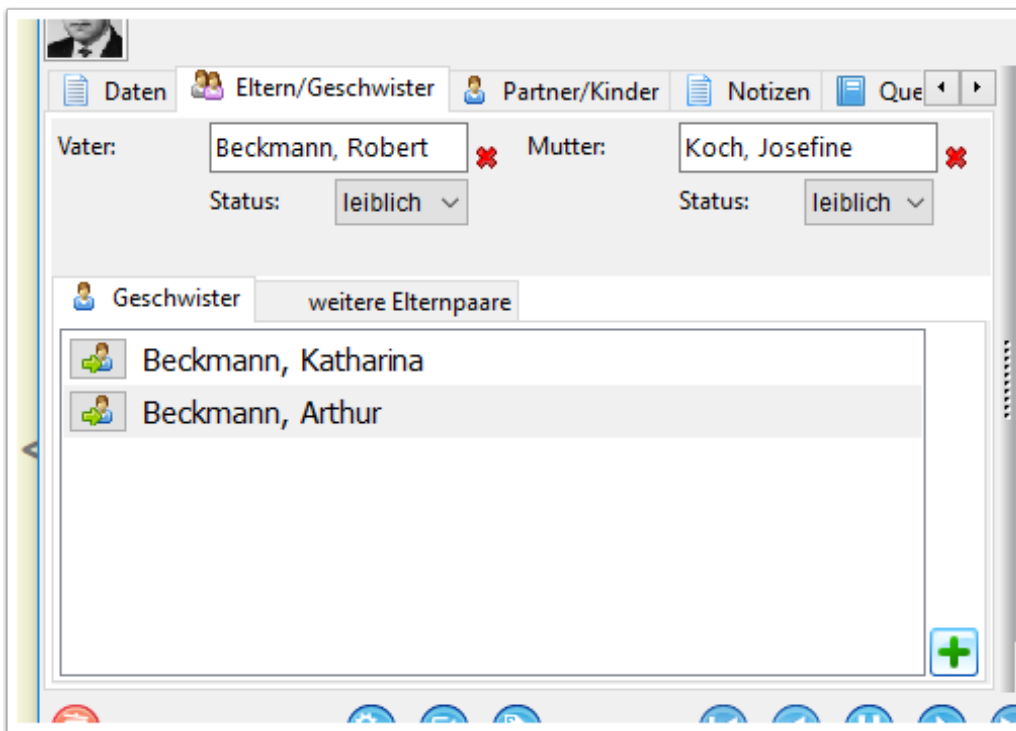 Daten Eltern/Geschwister Partner/Kinder Notizen Que
Vater: Beckmann, Robert Mutter: Koch, Josefine
Status: leiblich Status: leiblich
Geschwister weitere Elternpaare
Beckmann, Katharina
Beckmann, Arthur